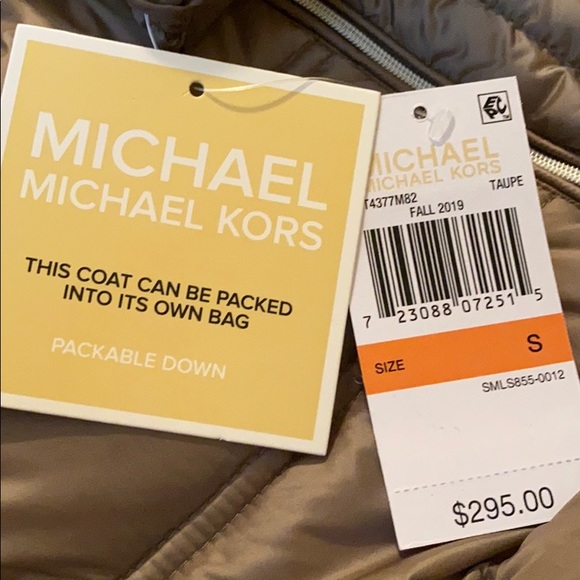 MICHAEL
MICHAEL KORS
THIS COAT CAN BE PACKED
INTO ITS OWN BAG
PACKABLE DOWN
EPC
MICHAEL
MICHAEL KORS
T4377M82 TAUPE
FALL 2019
7 23088 07251 5
SIZE S
SMLS855-0012
$295.00